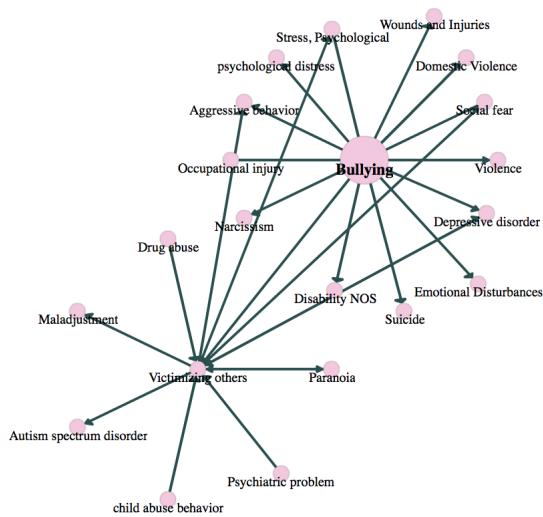 Wounds and Injuries
Stress, Psychological
psychological distress
Domestic Violence
Aggressive behavior
Social fear
Occupational injury
Bullying
Violence
Narcissism
Depressive disorder
Drug abuse
Disability NOS
Emotional Disturbances
Maladjustment
Suicide
Victimizing others
Paranoia
Autism spectrum disorder
Psychiatric problem
child abuse behavior